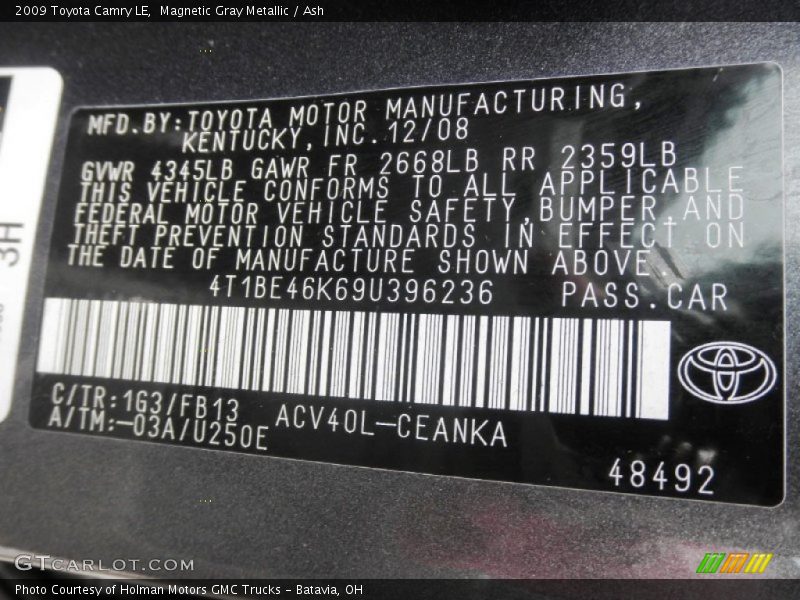 2009 Toyota Camry LE,  Magnetic Gray Metallic / Ash
3H
MFD.BY:TOYOTA MOTOR MANUFACTURING,
KENTUCKY,INC.12/08
GVWR 4345LB GAWR FR 2668LB RR 2359LB
THIS VEHICLE CONFORMS TO ALL APPLICABLE
FEDERAL MOTOR VEHICLE SAFETY,BUMPER,AND
THEFT PREVENTION STANDARDS IN EFFECT ON
THE DATE OF MANUFACTURE SHOWN ABOVE.
4T1BE46K69U396236 PASS.CAR
C/TR:1G3/FB13
A/TM:-03A/U250E
ACV40L-CEANKA
48492
GTCARLOT.COM
Photo Courtesy of Holman Motors GMC Trucks - Batavia, OH